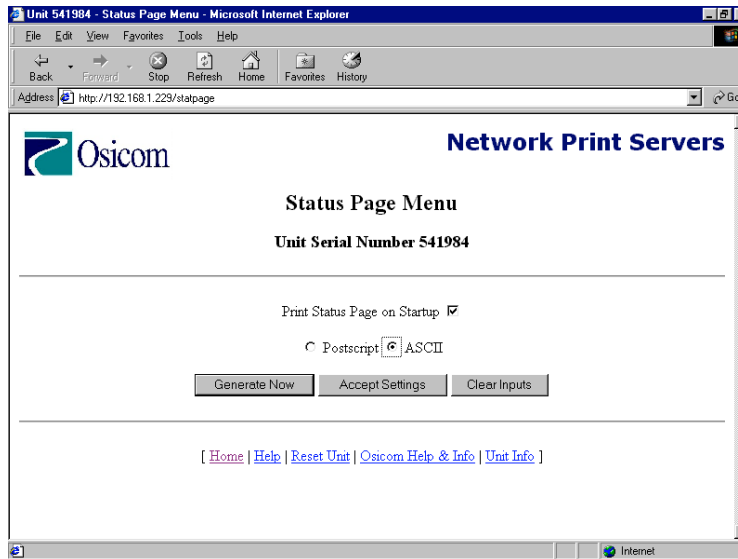 Unit 541984 - Status Page Menu - Microsoft Internet Explorer
File Edit View Favorites Tools Help
Back Forward Stop Refresh Home Favorites History
Address http://192.168.1.229/statpage Go
Osicom
Network Print Servers
Status Page Menu
Unit Serial Number 541984
Print Status Page on Startup
Postscript ASCII
Generate Now Accept Settings Clear Inputs
[ Home | Help | Reset Unit | Osicom Help & Info | Unit Info ]
Internet